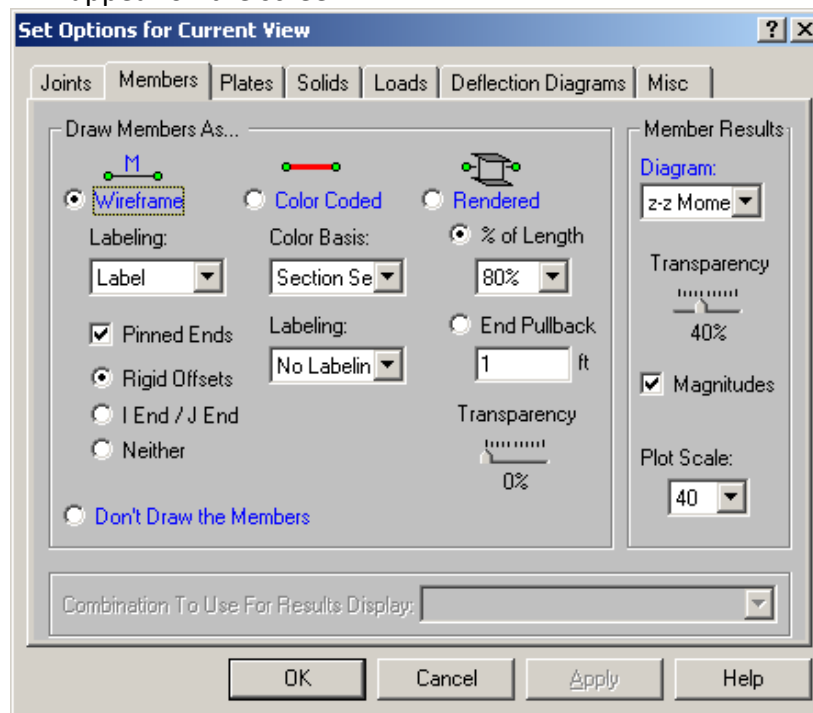 Set Options for Current View
Joints Members Plates Solids Loads Deflection Diagrams Misc
Draw Members As...
M
Wireframe
Labeling:
Label
Pinned Ends
Rigid Offsets
I End / J End
Neither
Don't Draw the Members
Color Coded
Color Basis:
Section Se
Labeling:
No Labelin
Rendered
% of Length
80%
End Pullback
1 ft
Transparency
0%
Member Results
Diagram:
z-z Mome
Transparency
40%
Magnitudes
Plot Scale:
40
Combination To Use For Results Display:
OK Cancel Apply Help